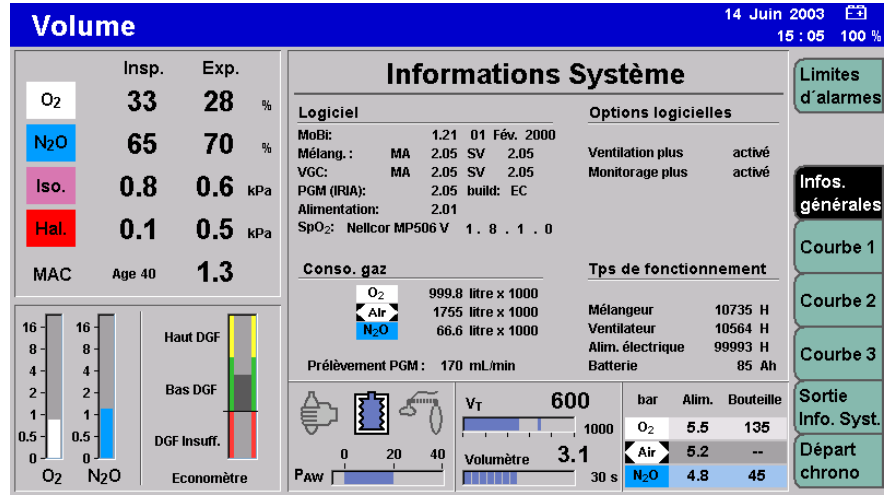 Volume
14 Juin 2003
15 : 05 100 %
Insp. Exp.
O2 33 28 %
N2O 65 70 %
Iso. 0.8 0.6 kPa
Hal. 0.1 0.5 kPa
MAC Age 40 1.3
16 16
8 8
4 4
2 2
1 1
0.5 0.5
0 0
O2 N2O
Haut DGF
Bas DGF
DGF Insuff.
Economètre
Informations Système
Logiciel
MoBi: 1.21 01 Fév. 2000
Mélang. : MA 2.05 SV 2.05
VGC: MA 2.05 SV 2.05
PGM (IRIA): 2.05 build: EC
Alimentation: 2.01
SpO2: Nellcor MP506 V 1 . 8 . 1 . 0
Options logicielles
Ventilation plus activé
Monitorage plus activé
Conso. gaz
O2 999.8 litre x 1000
Air 1755 litre x 1000
N2O 66.6 litre x 1000
Prélèvement PGM : 170 mL/min
Tps de fonctionnement
Mélangeur 10735 H
Ventilateur 10564 H
Alim. électrique 99993 H
Batterie 85 Ah
PAW 0 20 40
VT 600
1000
Volumètre 3.1
30 s
bar Alim. Bouteille
O2 5.5 135
Air 5.2 --
N2O 4.8 45
Limites
d´alarmes
Infos.
générales
Courbe 1
Courbe 2
Courbe 3
Sortie
Info. Syst.
Départ
chrono